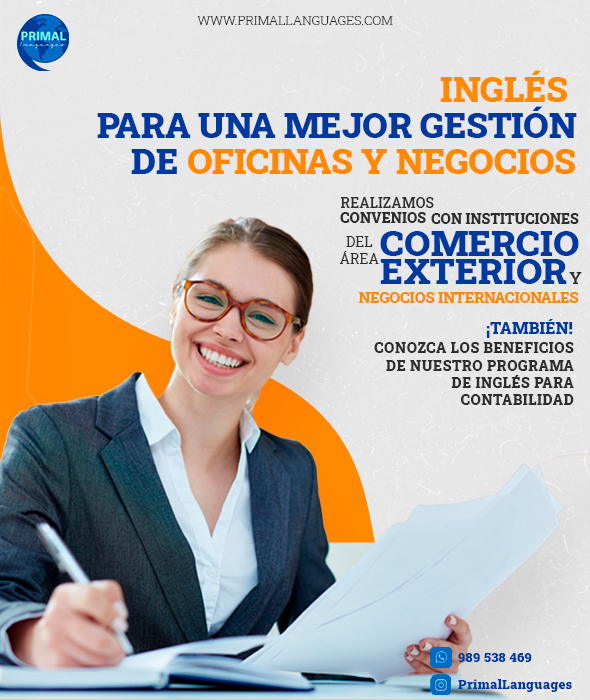 WWW.PRIMALLANGUAGES.COM
PRIMAL
languages
INGLÉS
PARA UNA MEJOR GESTIÓN
DE OFICINAS Y NEGOCIOS
REALIZAMOS
CONVENIOS CON INSTITUCIONES
DEL ÁREA COMERCIO
EXTERIOR Y
NEGOCIOS INTERNACIONALES
¡TAMBIÉN!
CONOZCA LOS BENEFICIOS
DE NUESTRO PROGRAMA
DE INGLÉS PARA
CONTABILIDAD
989 538 469
PrimalLanguages